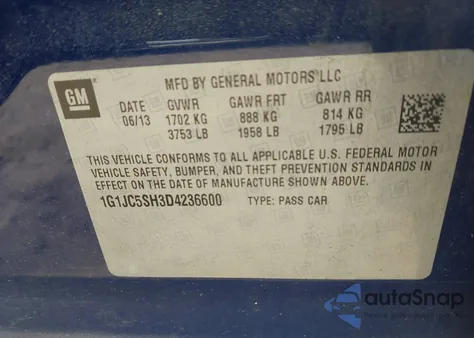 GM
MFD BY GENERAL MOTORS LLC
DATE GVWR GAWR FRT GAWR RR
06/13 1702 KG 888 KG 814 KG
3753 LB 1958 LB 1795 LB
THIS VEHICLE CONFORMS TO ALL APPLICABLE U.S. FEDERAL MOTOR
VEHICLE SAFETY, BUMPER, AND THEFT PREVENTION STANDARDS IN
EFFECT ON THE DATE OF MANUFACTURE SHOWN ABOVE.
1G1JC5SH3D4236600 TYPE: PASS CAR
autoSnap